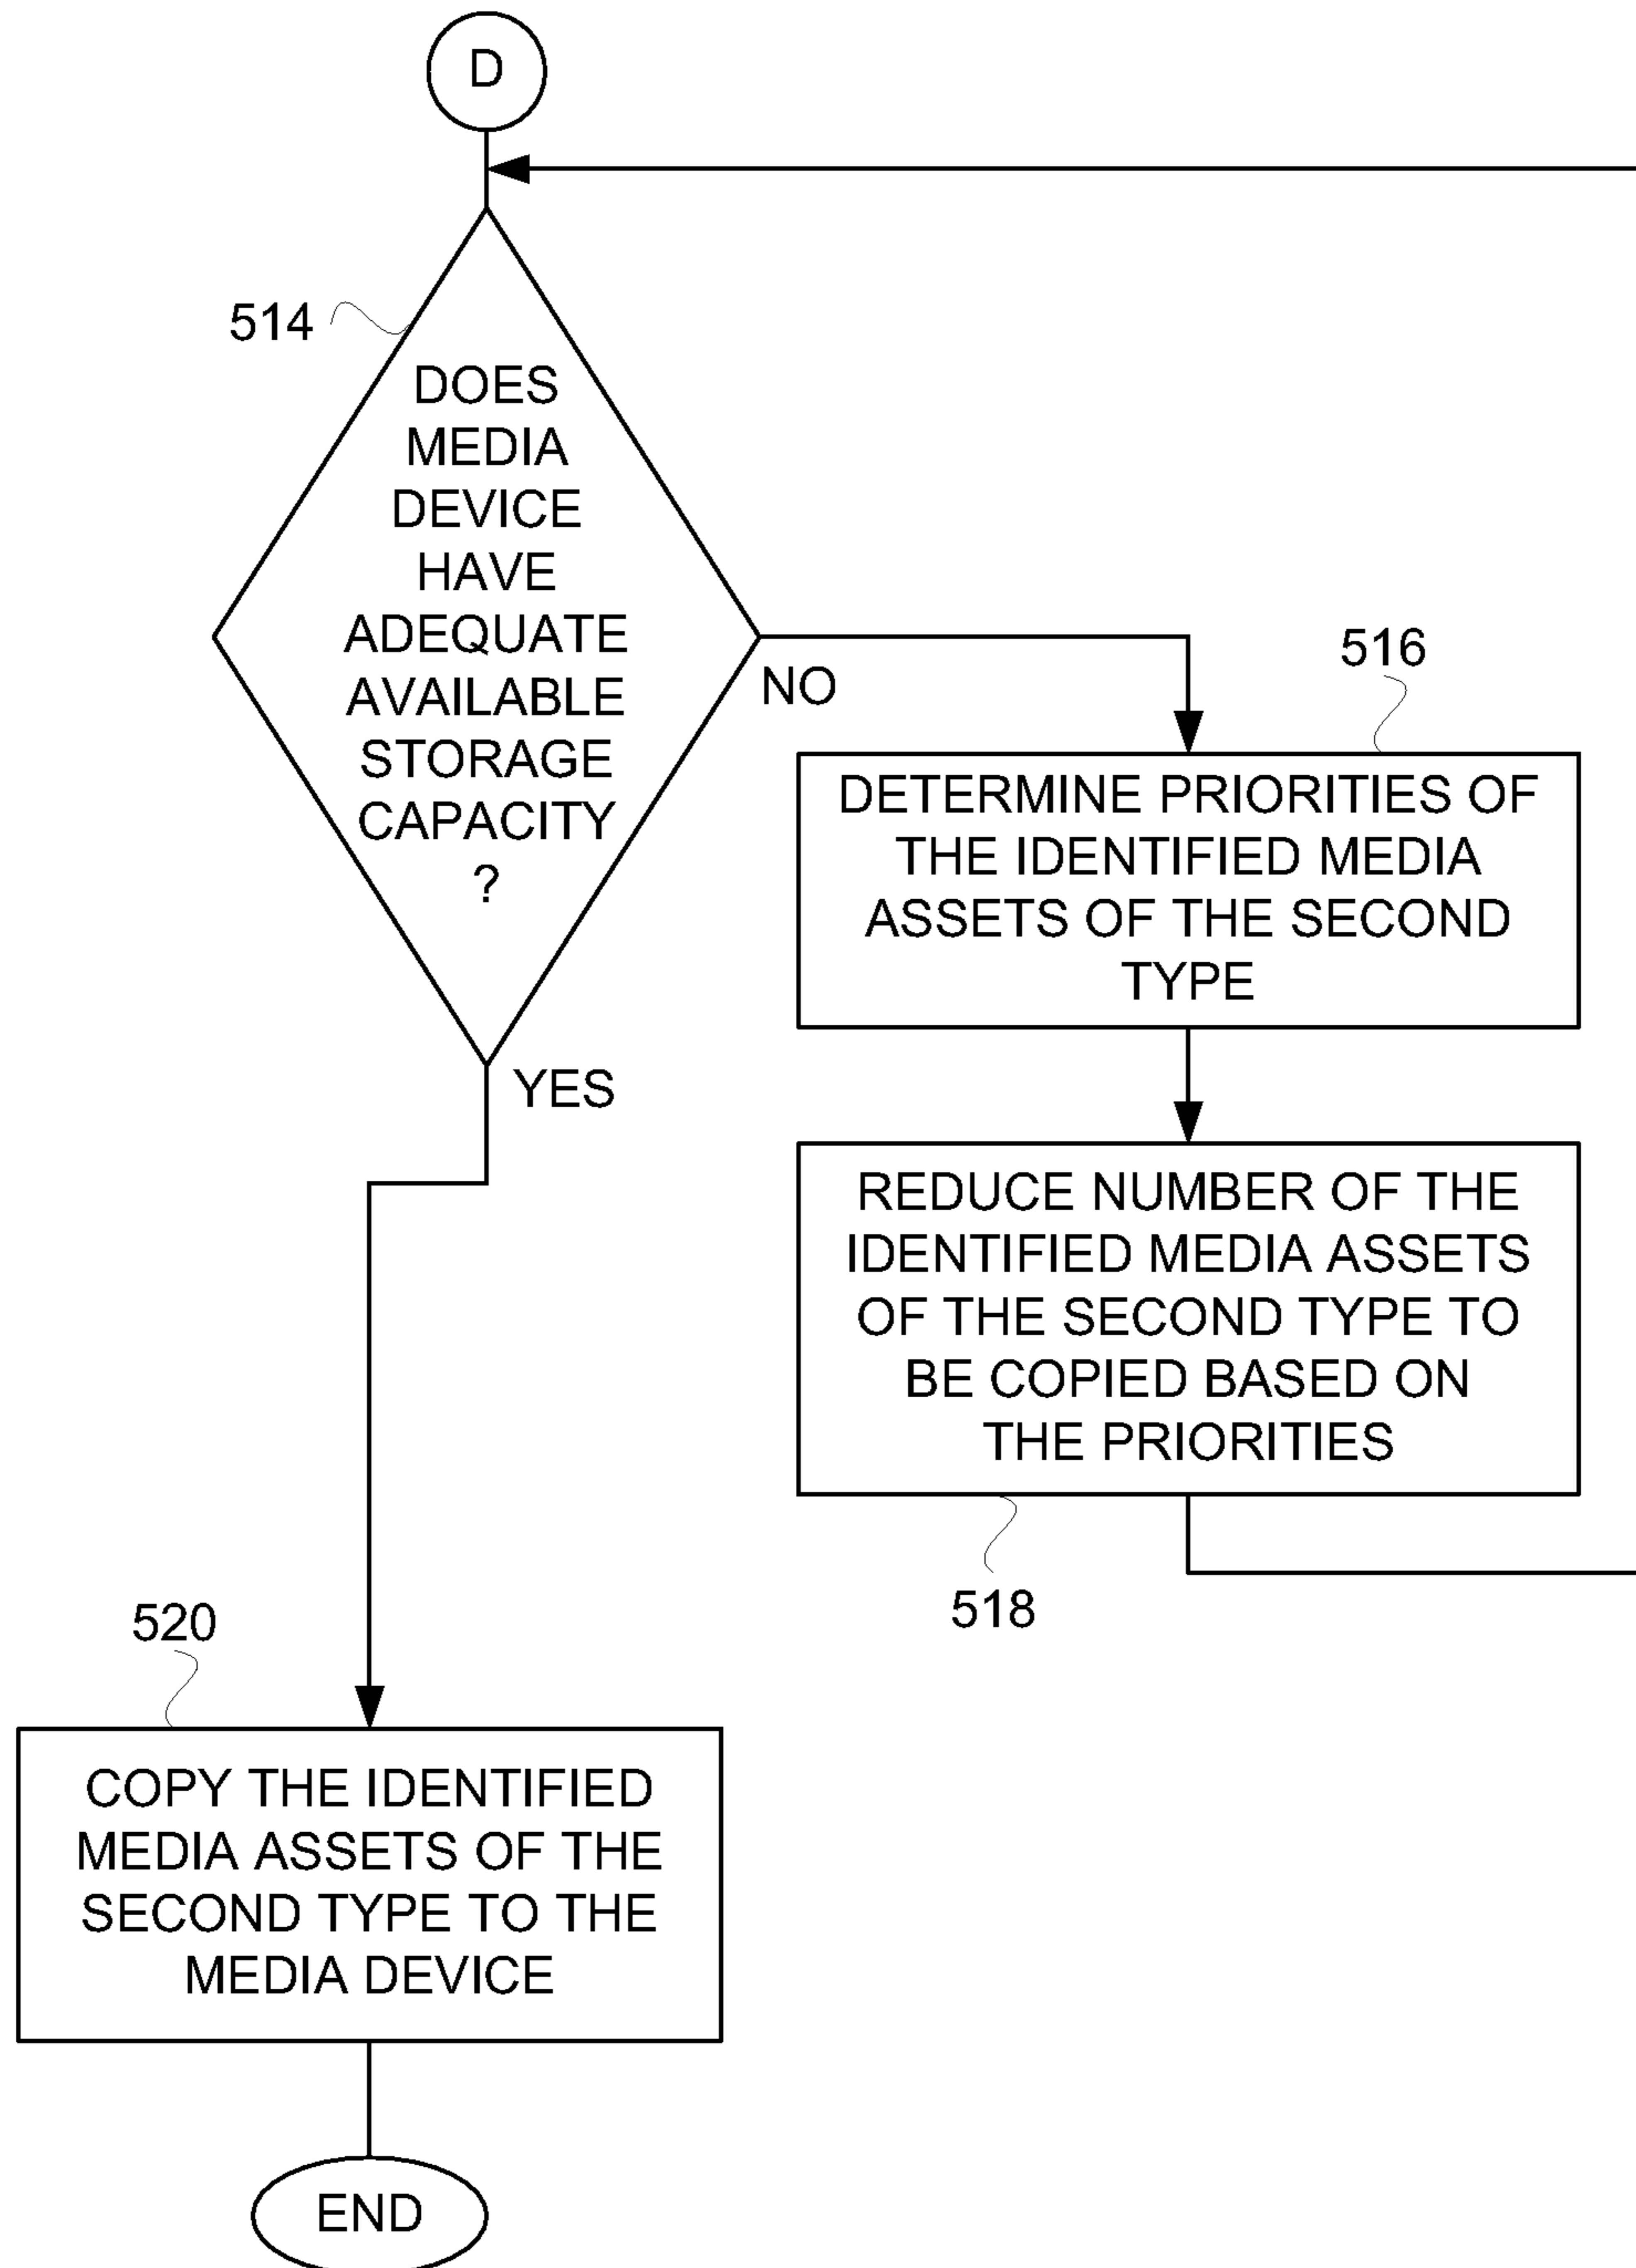 D
514
DOES
MEDIA
DEVICE
HAVE
ADEQUATE
AVAILABLE
STORAGE
CAPACITY
?
NO
YES
516
DETERMINE PRIORITIES OF
THE IDENTIFIED MEDIA
ASSETS OF THE SECOND
TYPE
REDUCE NUMBER OF THE
IDENTIFIED MEDIA ASSETS
OF THE SECOND TYPE TO
BE COPIED BASED ON
THE PRIORITIES
518
520
COPY THE IDENTIFIED
MEDIA ASSETS OF THE
SECOND TYPE TO THE
MEDIA DEVICE
END